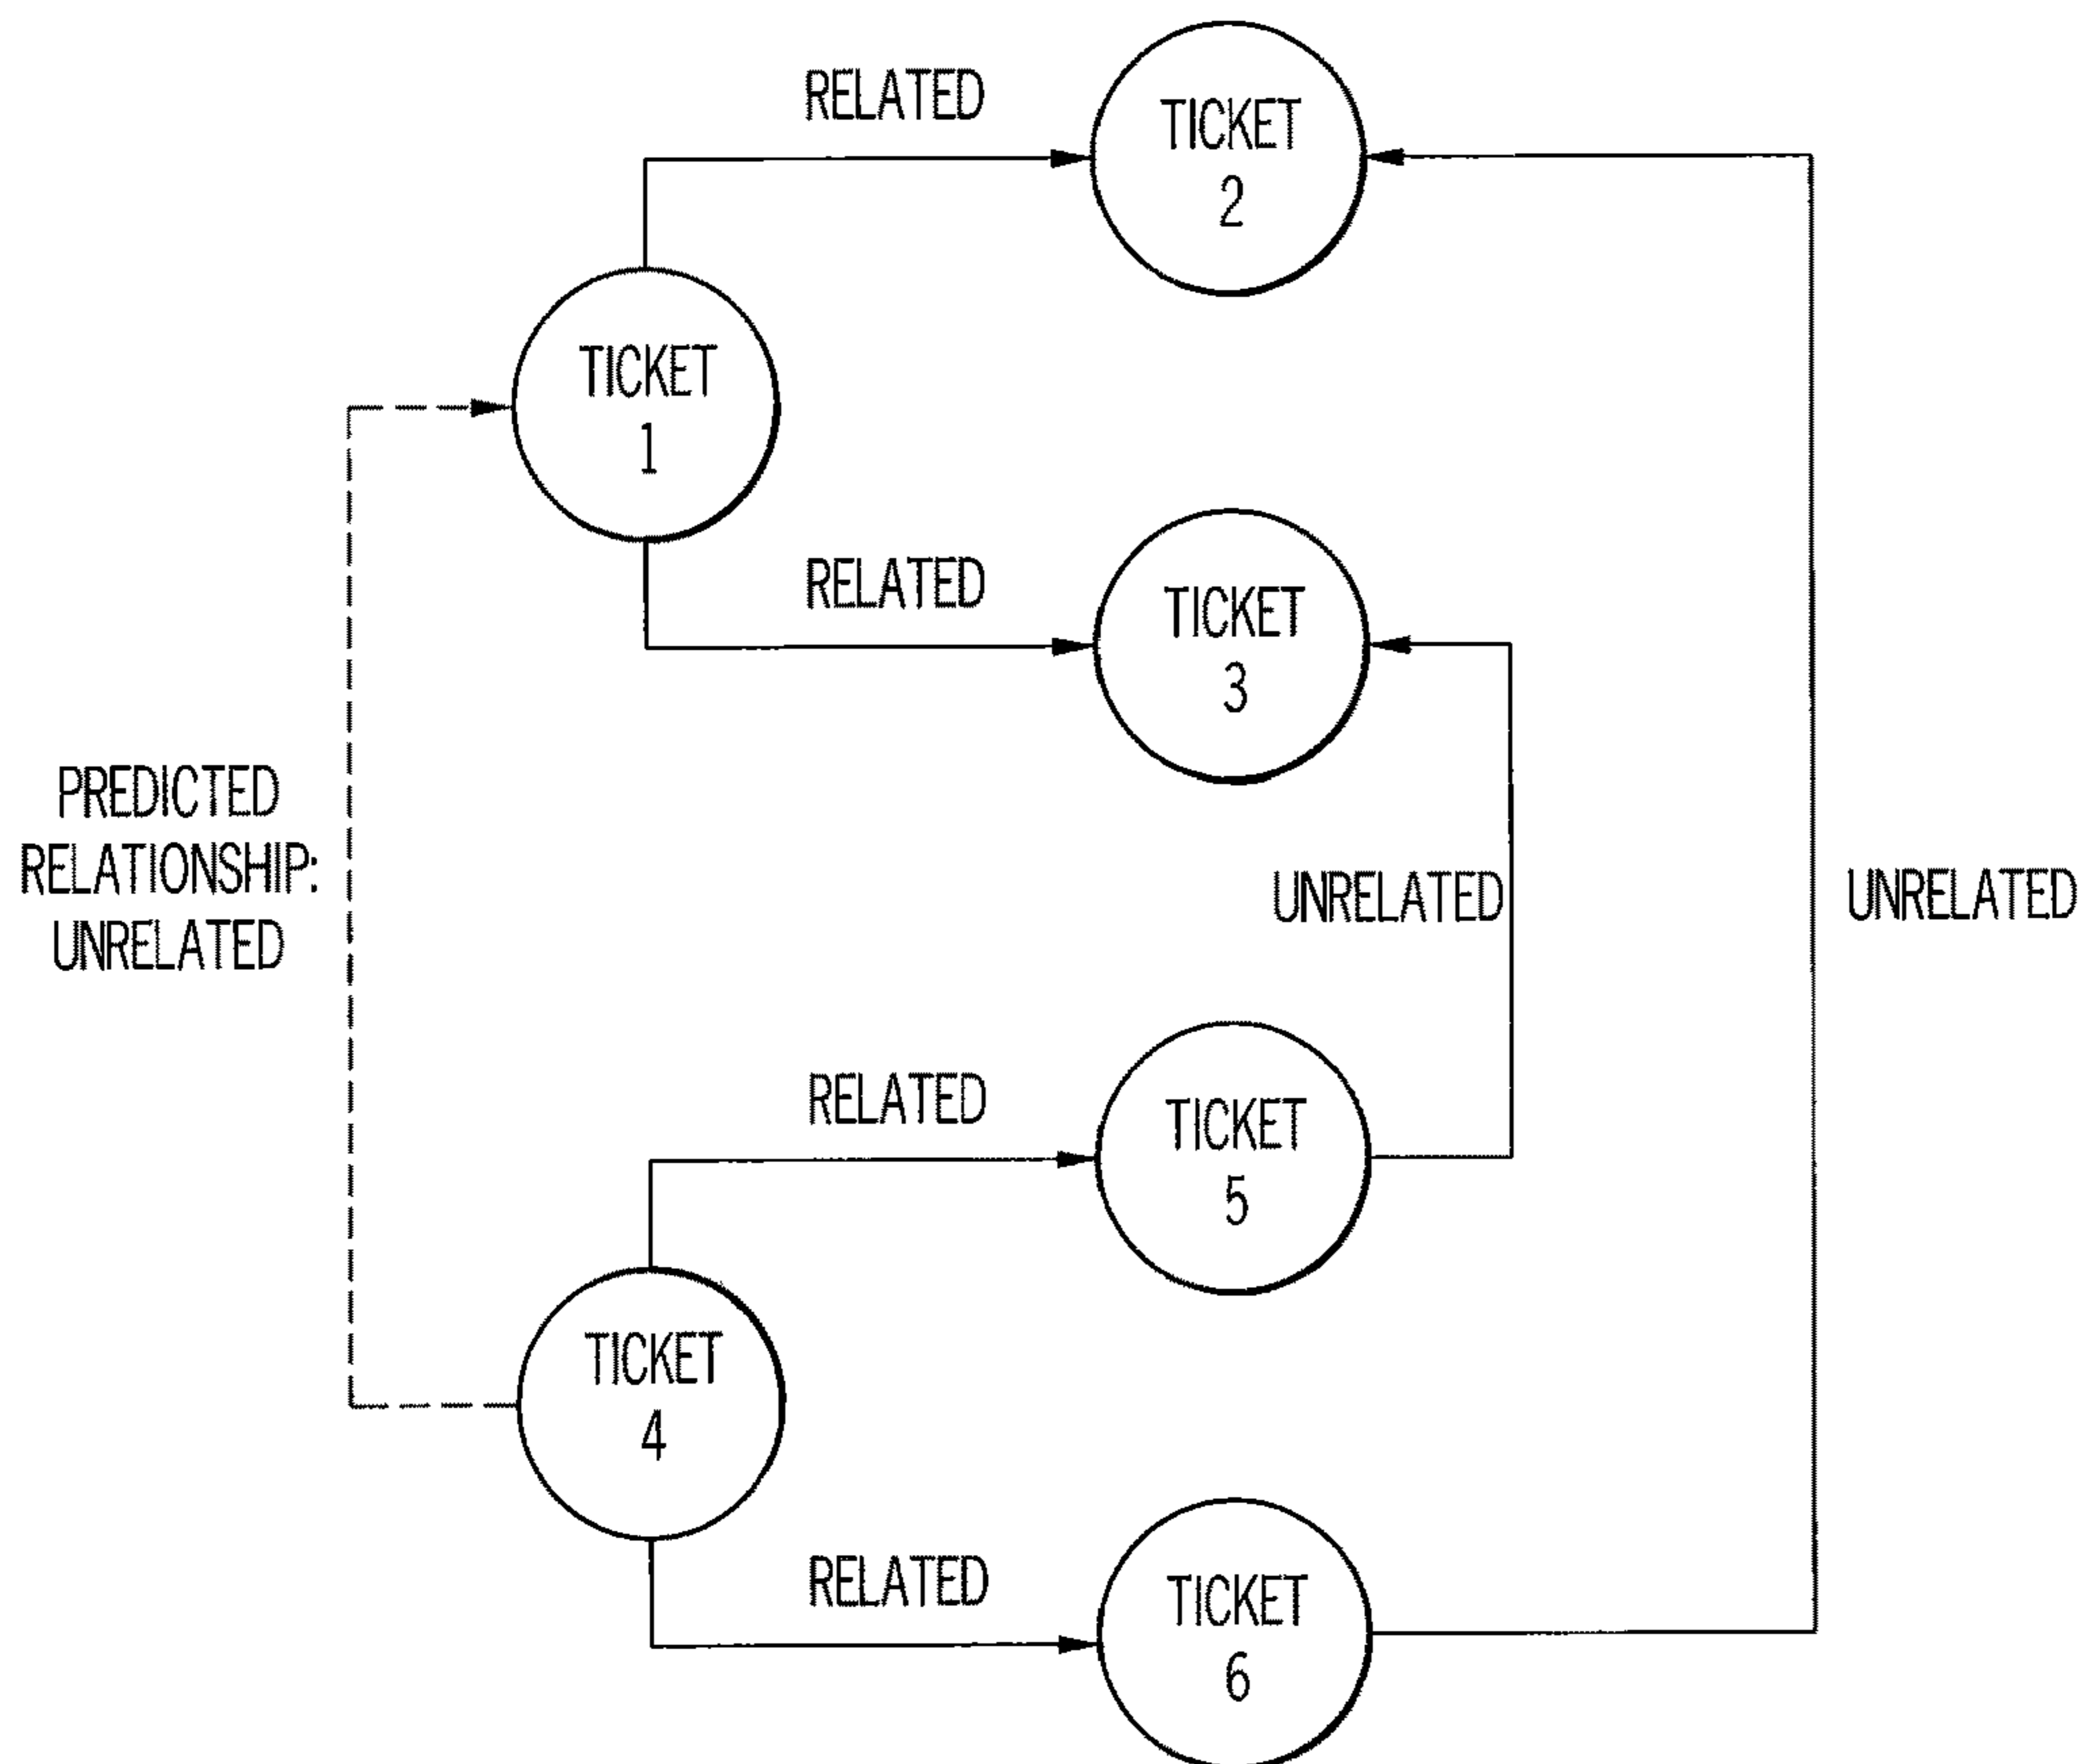 RELATED
TICKET
2
TICKET
1
RELATED
TICKET
3
PREDICTED
RELATIONSHIP:
UNRELATED
UNRELATED
UNRELATED
RELATED
TICKET
5
TICKET
4
RELATED
TICKET
6